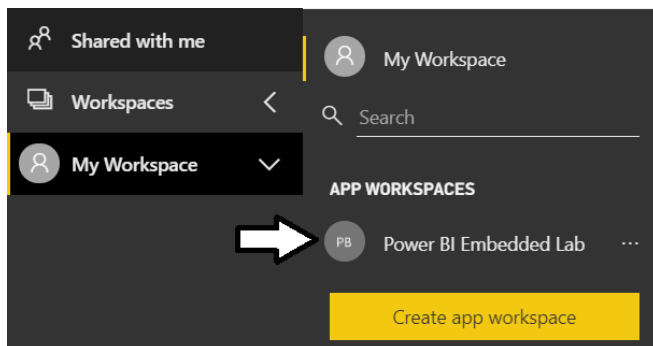 Shared with me
Workspaces
My Workspace
My Workspace
Search
APP WORKSPACES
PB Power BI Embedded Lab ...
Create app workspace